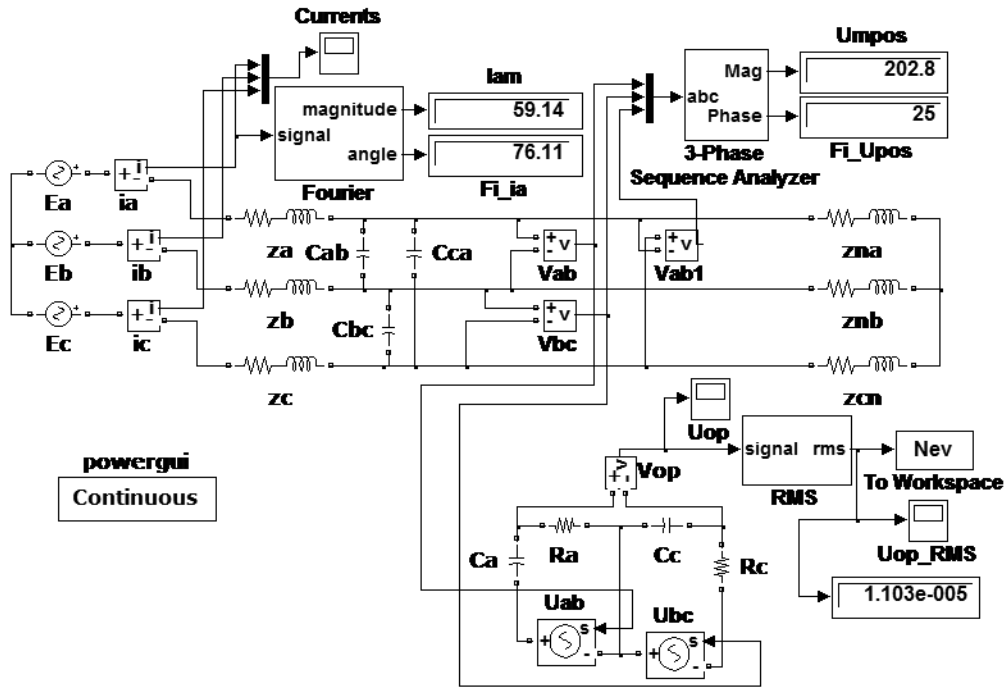 Currents
Umpos
Iam
Mag
202.8
abc
magnitude
59.14
Phase
25
signal
3-Phase
Sequence Analyzer
Fi_Upos
angle
76.11
Fourier
Fi_ia
+ - i
Ea
ia
za
Cab
Cca
+ - v
Vab
+ - v
Vab1
zna
+ - i
Eb
ib
zb
znb
Cbc
+ - v
Vbc
+ - i
Ec
ic
zc
zcn
Uop
powergui
Continuous
+ - v
Vop
signal rms
RMS
Nev
To Workspace
Uop_RMS
Ca
Ra
Cc
Rc
1.103e-005
Uab
Ubc
+ s -
+ s -